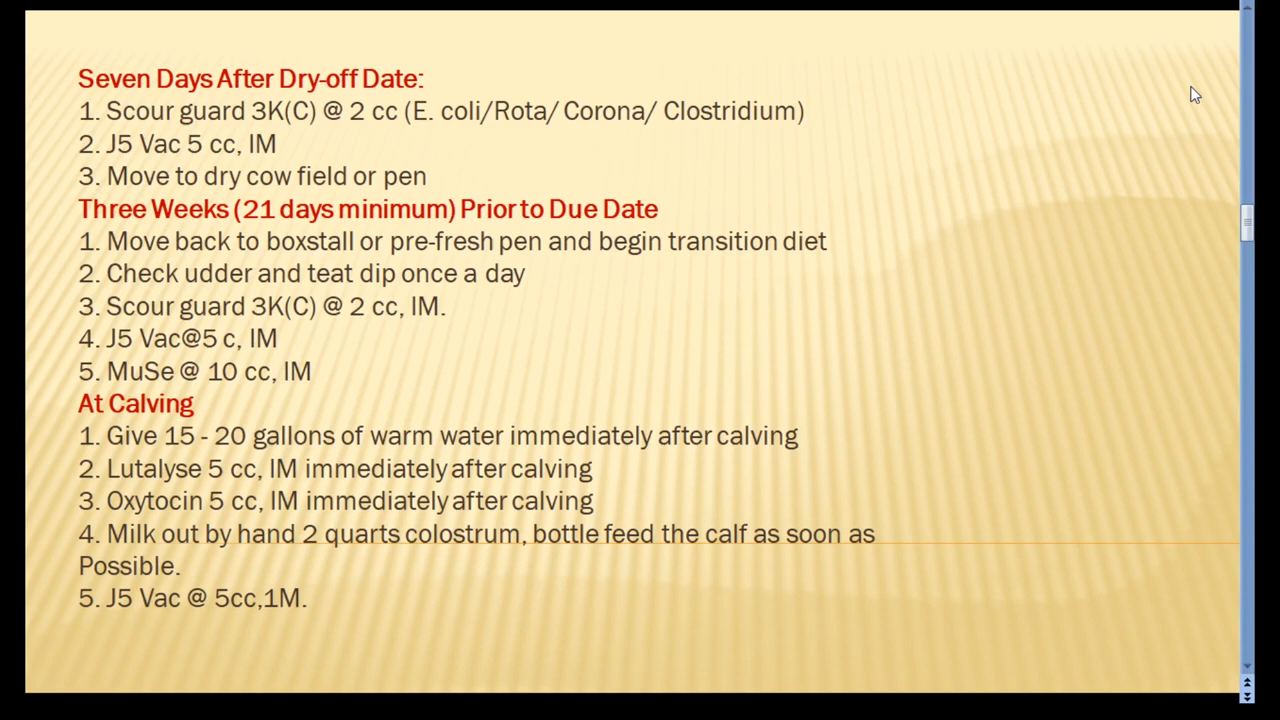 Seven Days After Dry-off Date:
1. Scour guard 3K(C) @ 2 cc (E. coli/Rota/ Corona/ Clostridium)
2. J5 Vac 5 cc, IM
3. Move to dry cow field or pen
Three Weeks (21 days minimum) Prior to Due Date
1. Move back to boxstall or pre-fresh pen and begin transition diet
2. Check udder and teat dip once a day
3. Scour guard 3K(C) @ 2 cc, IM.
4. J5 Vac@5 c, IM
5. MuSe @ 10 cc, IM
At Calving
1. Give 15 - 20 gallons of warm water immediately after calving
2. Lutalyse 5 cc, IM immediately after calving
3. Oxytocin 5 cc, IM immediately after calving
4. Milk out by hand 2 quarts colostrum, bottle feed the calf as soon as
Possible.
5. J5 Vac @ 5cc,1M.